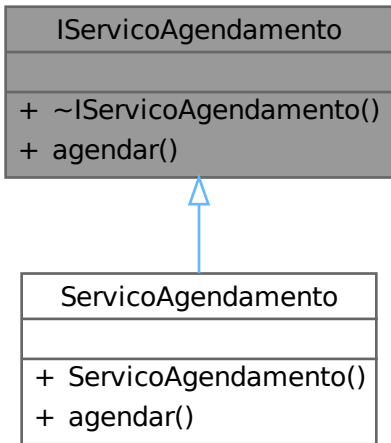 IServicoAgendamento
+ ~IServicoAgendamento()
+ agendar()
ServicoAgendamento
+ ServicoAgendamento()
+ agendar()